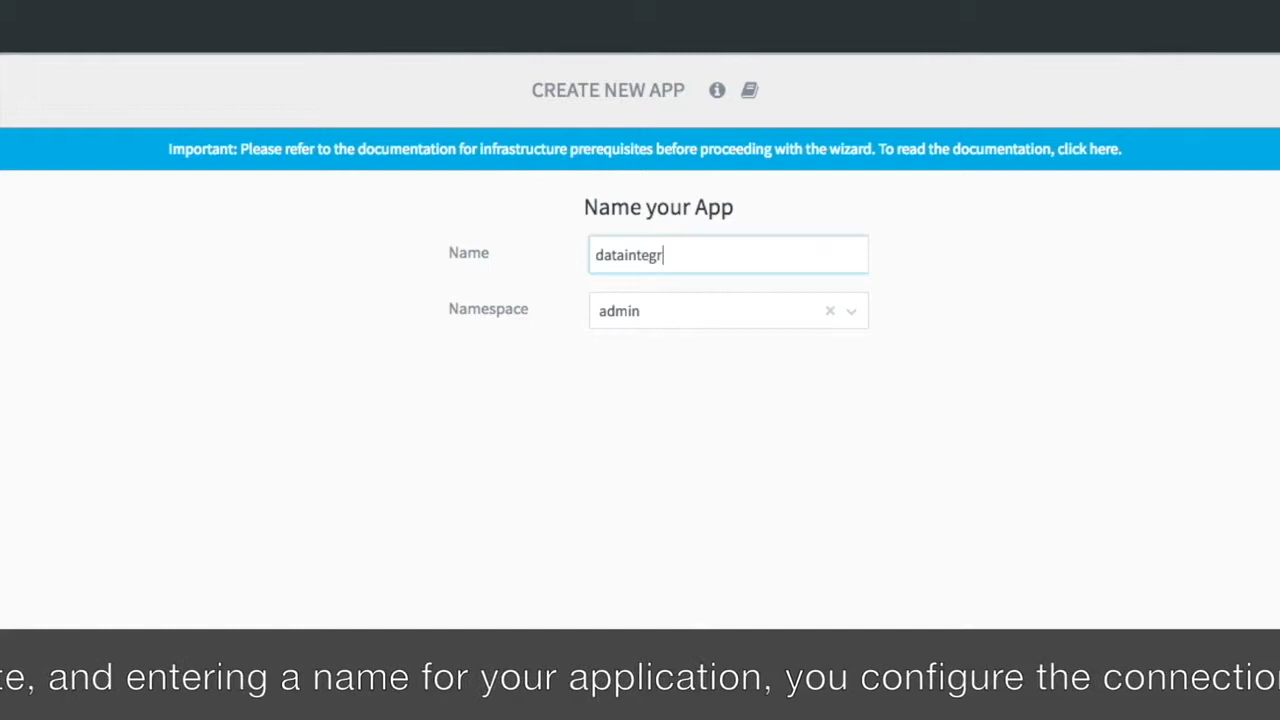 CREATE NEW APP
Important: Please refer to the documentation for infrastructure prerequisites before proceeding with the wizard. To read the documentation, click here.
Name your App
Name
dataintegr
Namespace
admin
, and entering a name for your application, you configure the